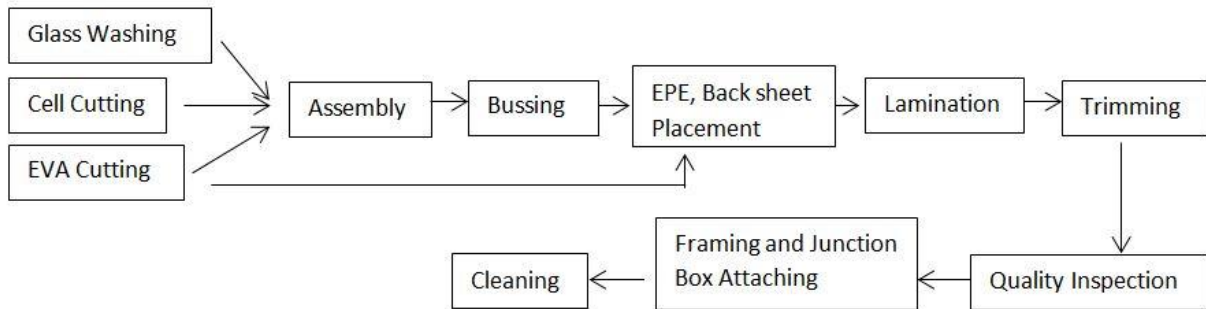 Glass Washing
Cell Cutting
EVA Cutting
Assembly
Bussing
EPE, Back sheet
Placement
Lamination
Trimming
Quality Inspection
Framing and Junction
Box Attaching
Cleaning